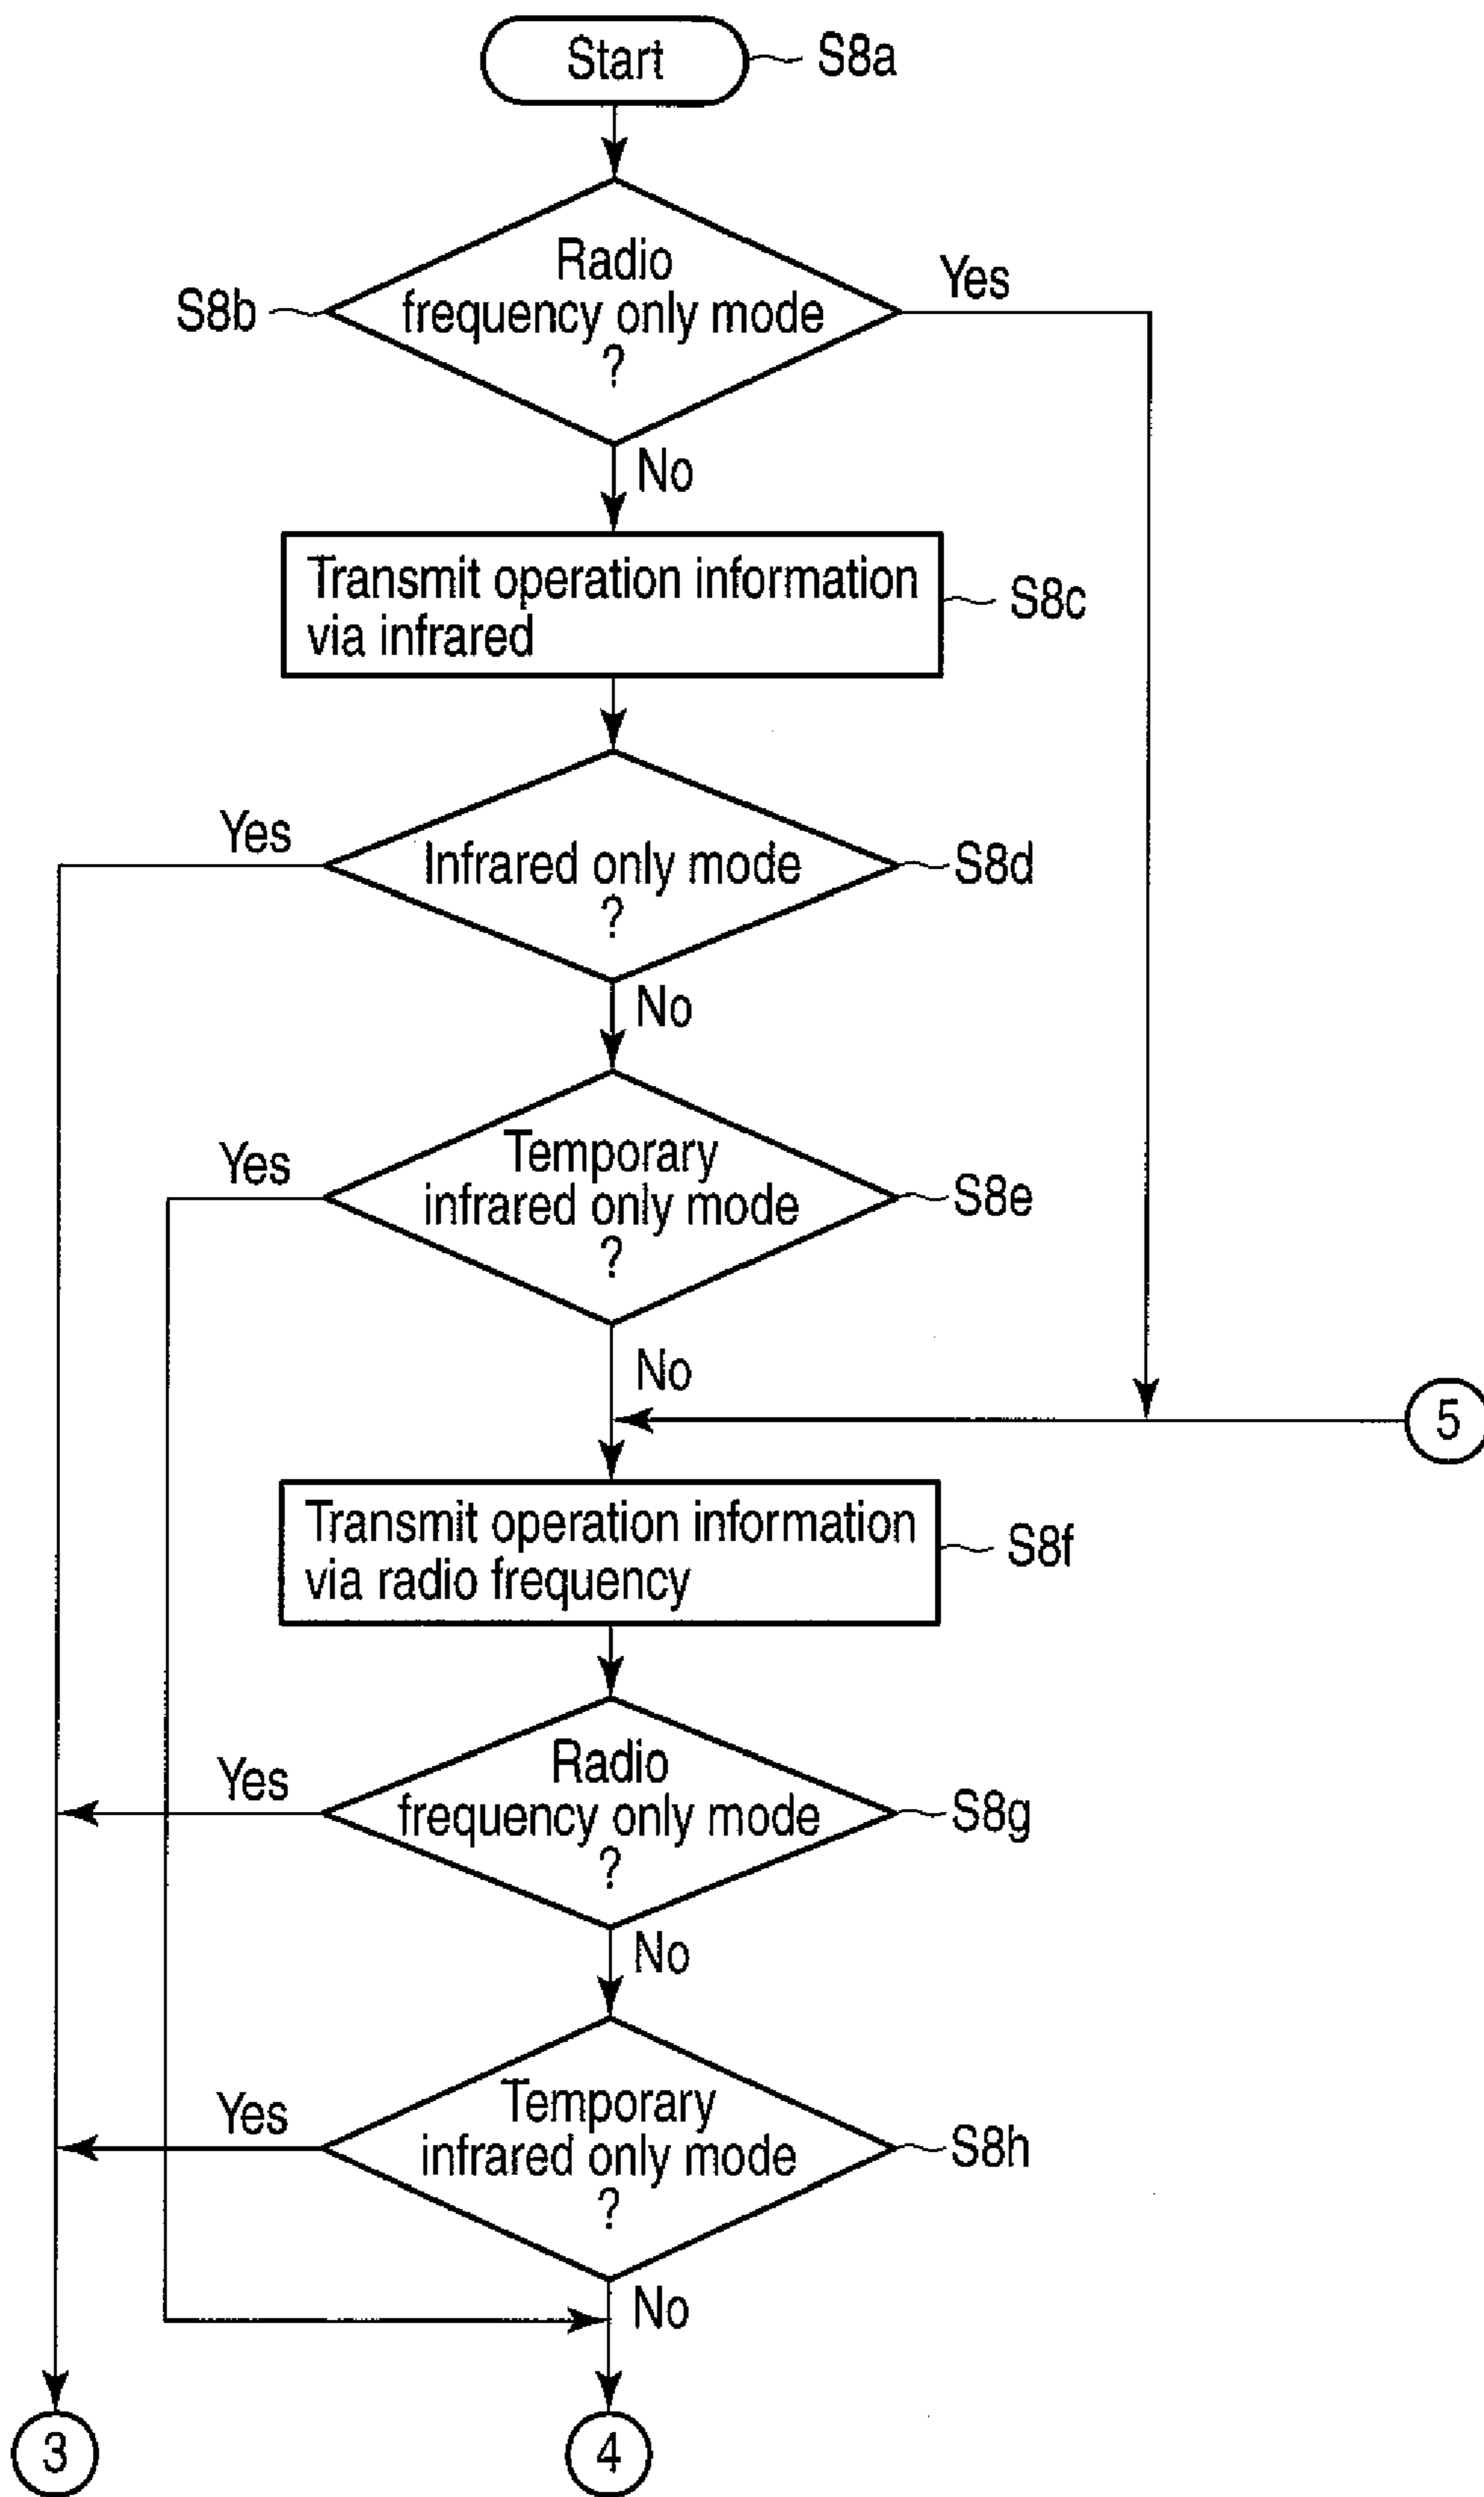 Start
S8a
Radio
frequency only mode
?
S8b
Yes
No
Transmit operation information
via infrared
S8c
Yes
Infrared only mode
?
S8d
No
Yes
Temporary
infrared only mode
?
S8e
No
5
Transmit operation information
via radio frequency
S8f
Yes
Radio
frequency only mode
?
S8g
No
Yes
Temporary
infrared only mode
?
S8h
No
3
4